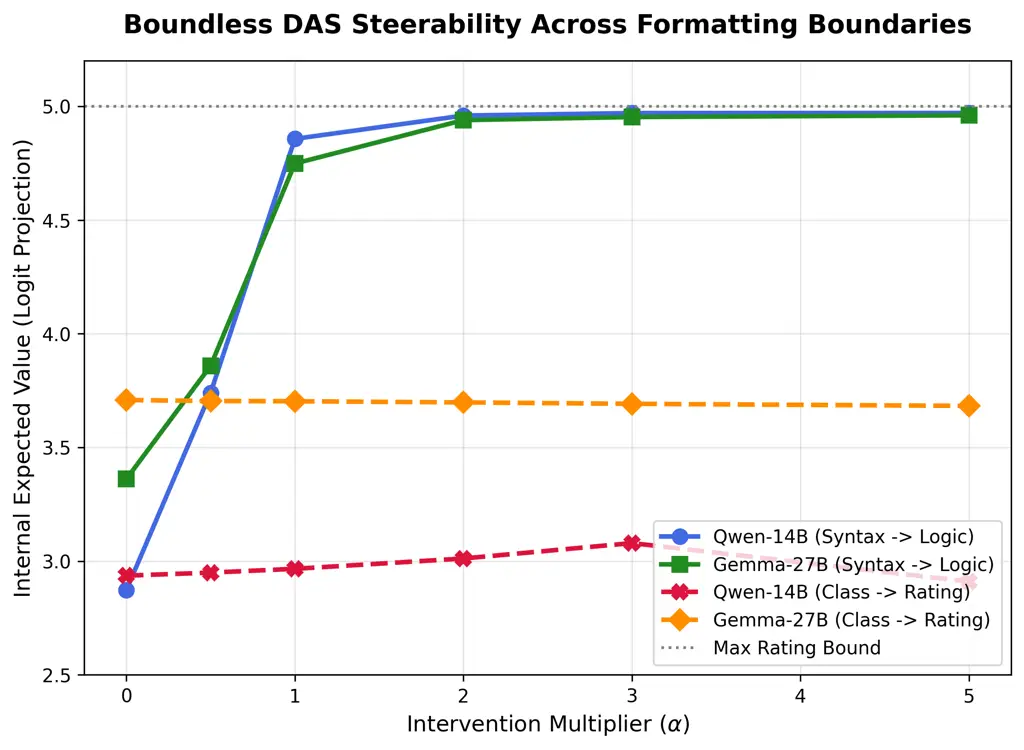 Boundless DAS Steerability Across Formatting Boundaries
Internal Expected Value (Logit Projection)
5.0
4.5
4.0
3.5
3.0
2.5
Qwen-14B (Syntax -> Logic)
Gemma-27B (Syntax -> Logic)
Qwen-14B (Class -> Rating)
Gemma-27B (Class -> Rating)
Max Rating Bound
0 1 2 3 4 5
Intervention Multiplier (α)